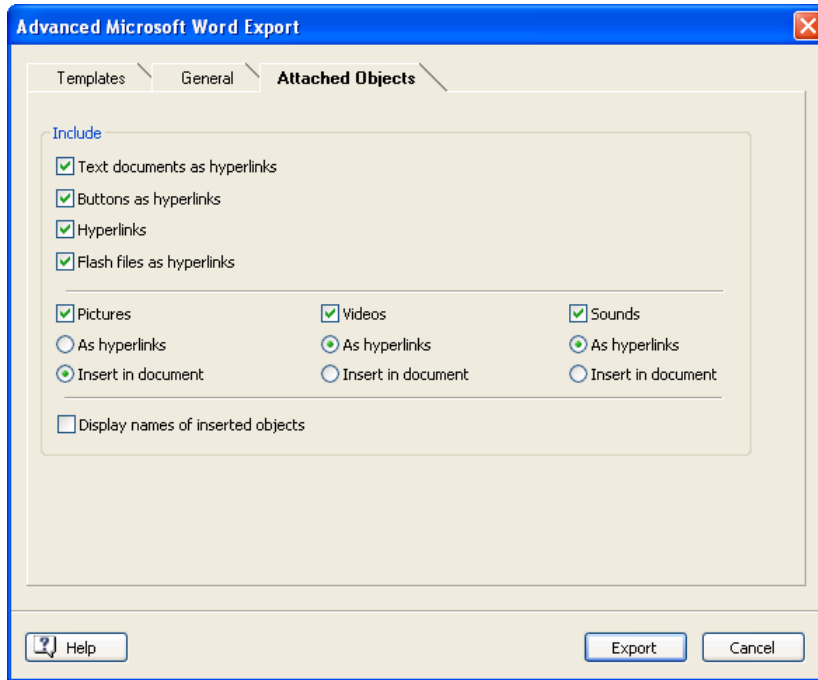 Advanced Microsoft Word Export
Templates General Attached Objects
Include
Text documents as hyperlinks
Buttons as hyperlinks
Hyperlinks
Flash files as hyperlinks
Pictures Videos Sounds
As hyperlinks As hyperlinks As hyperlinks
Insert in document Insert in document Insert in document
Display names of inserted objects
? Help Export Cancel